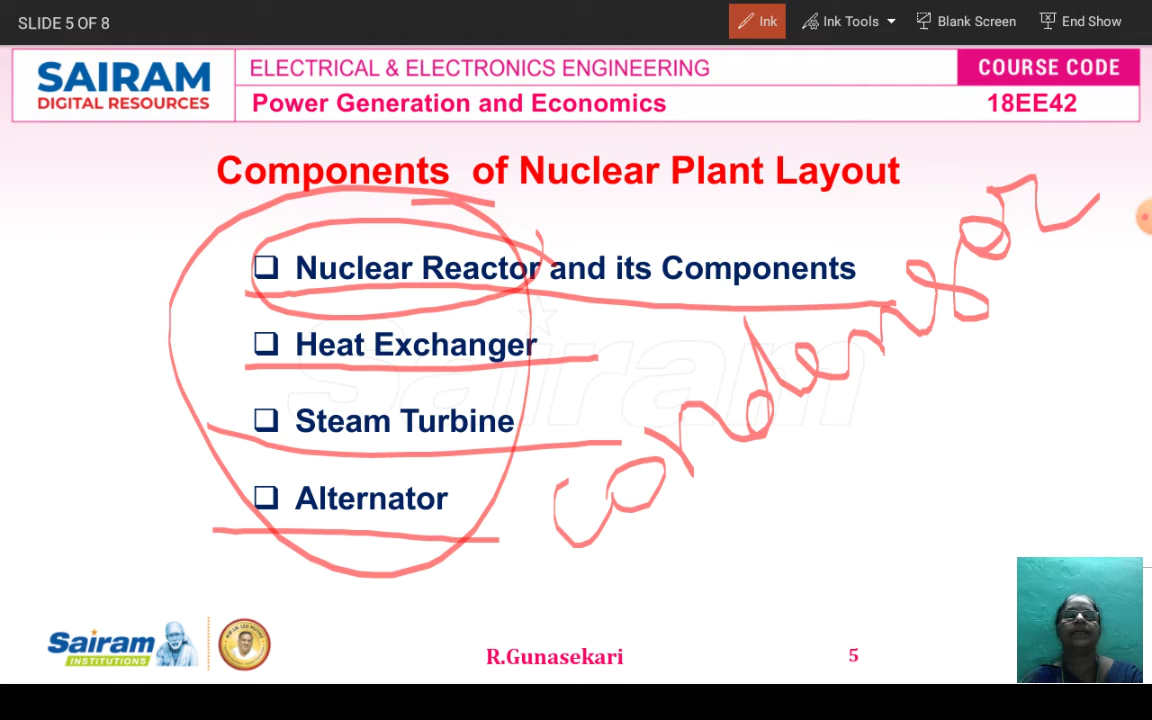 SLIDE 5 OF 8
Ink
Ink Tools
Blank Screen
End Show
SAIRAM
DIGITAL RESOURCES
ELECTRICAL & ELECTRONICS ENGINEERING
COURSE CODE
Power Generation and Economics
18EE42
Components of Nuclear Plant Layout
Nuclear Reactor and its Components
Heat Exchanger
Steam Turbine
Alternator
condensor
Sairam
Sairam
INSTITUTIONS
R.Gunasekari
5